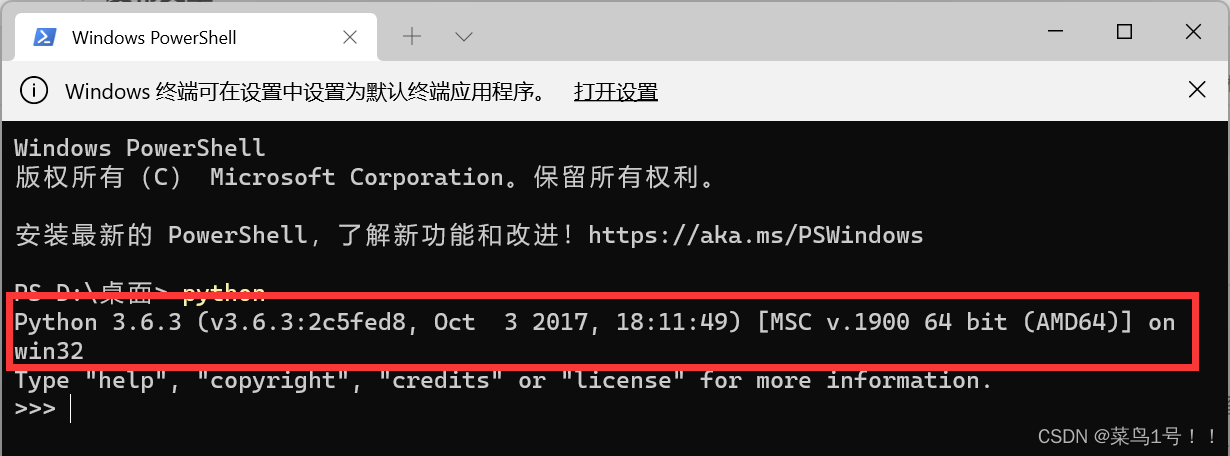 Windows PowerShell
Windows 终端可在设置中设置为默认终端应用程序。 打开设置
Windows PowerShell
版权所有（C） Microsoft Corporation。保留所有权利。
安装最新的 PowerShell，了解新功能和改进！https://aka.ms/PSWindows
PS D:\桌面> python
Python 3.6.3 (v3.6.3:2c5fed8, Oct  3 2017, 18:11:49) [MSC v.1900 64 bit (AMD64)] on
win32
Type "help", "copyright", "credits" or "license" for more information.
>>>
CSDN @菜鸟1号！！